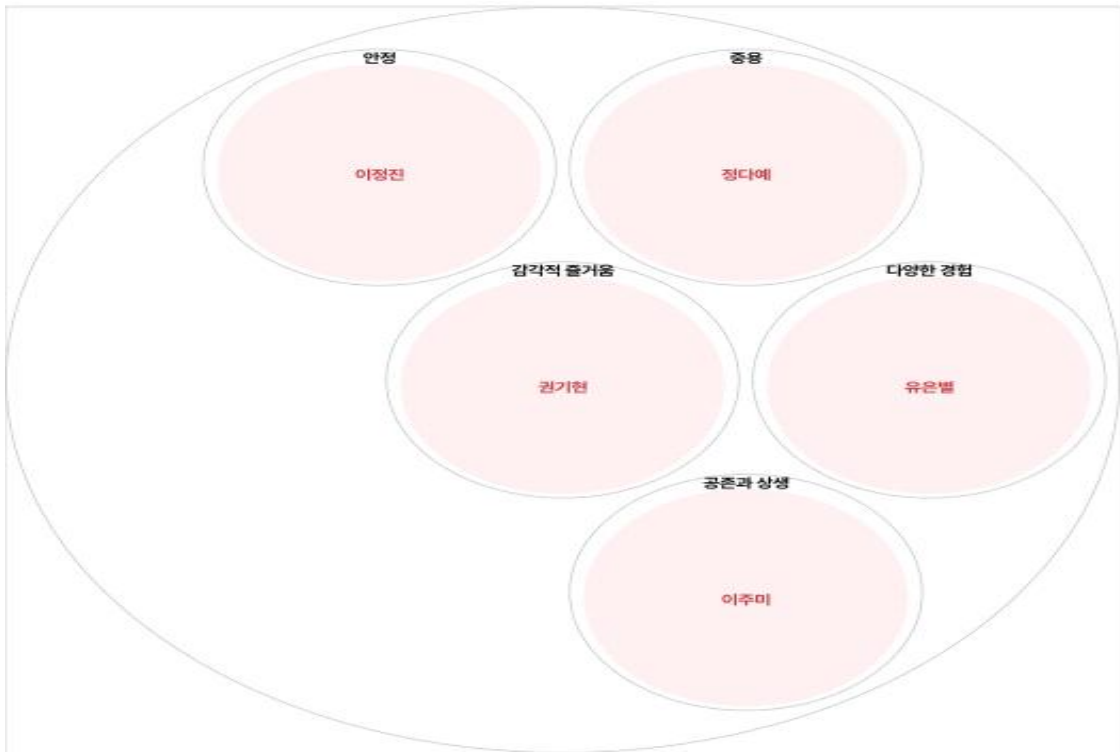 안정
이정진
중용
정다예
감각적 즐거움
권기현
다양한 경험
유은별
공존과 상생
이주미